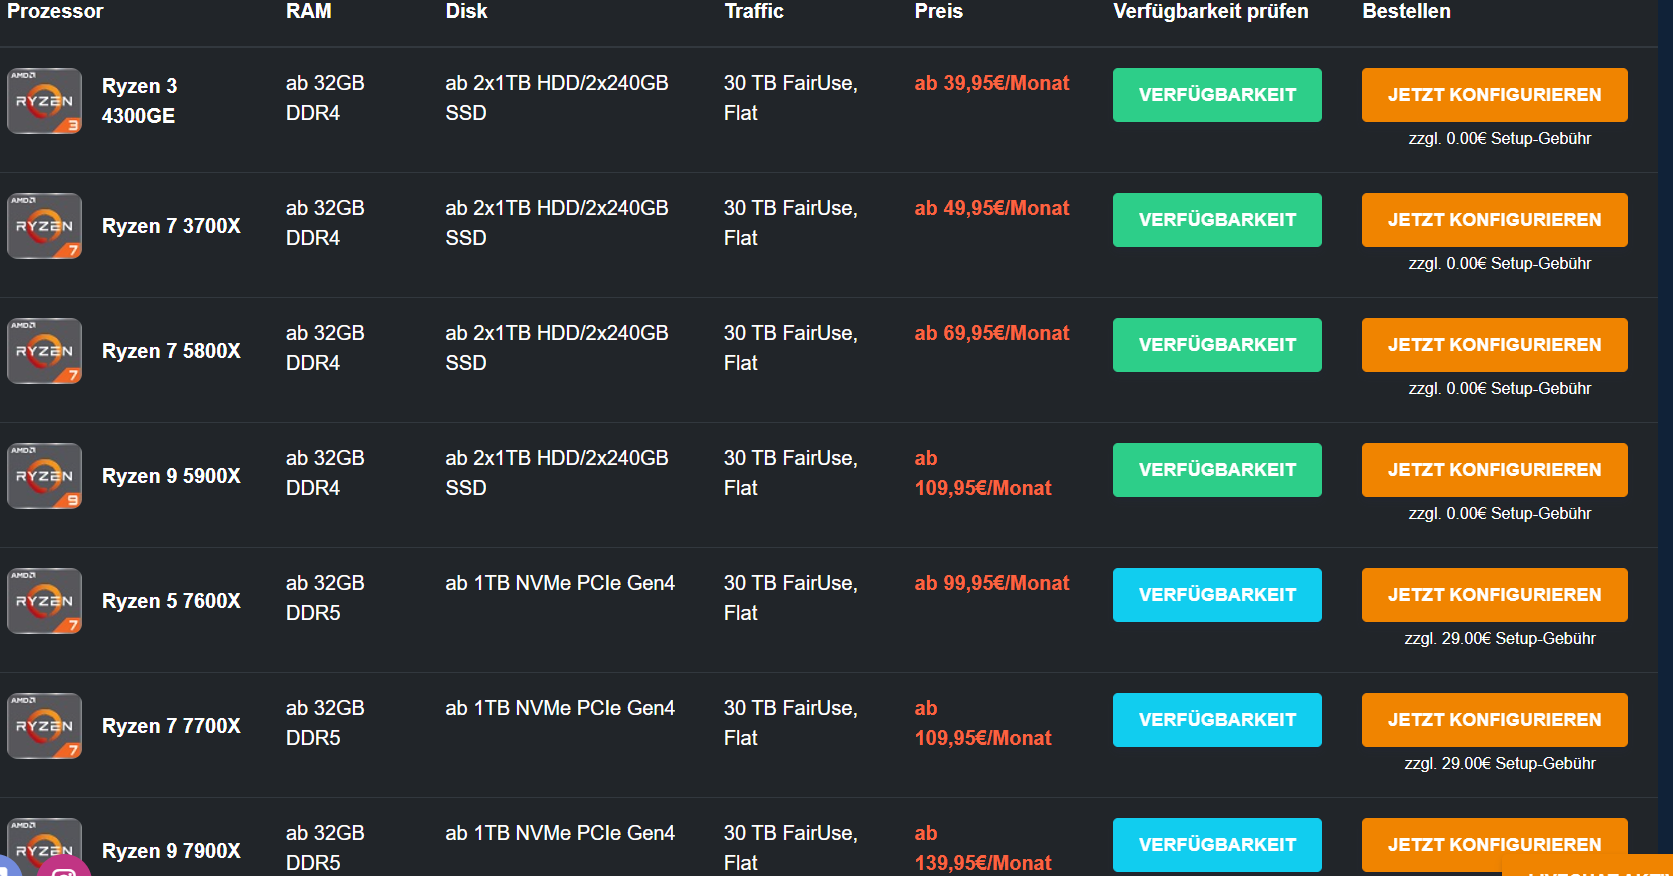 Prozessor RAM Disk Traffic Preis Verfügbarkeit prüfen Bestellen
AMD
RYZEN
3
Ryzen 3
4300GE
ab 32GB
DDR4
ab 2x1TB HDD/2x240GB
SSD
30 TB FairUse,
Flat
ab 39,95€/Monat
VERFÜGBARKEIT
JETZT KONFIGURIEREN
zzgl. 0.00€ Setup-Gebühr
AMD
RYZEN
7
Ryzen 7 3700X
ab 32GB
DDR4
ab 2x1TB HDD/2x240GB
SSD
30 TB FairUse,
Flat
ab 49,95€/Monat
VERFÜGBARKEIT
JETZT KONFIGURIEREN
zzgl. 0.00€ Setup-Gebühr
AMD
RYZEN
7
Ryzen 7 5800X
ab 32GB
DDR4
ab 2x1TB HDD/2x240GB
SSD
30 TB FairUse,
Flat
ab 69,95€/Monat
VERFÜGBARKEIT
JETZT KONFIGURIEREN
zzgl. 0.00€ Setup-Gebühr
AMD
RYZEN
9
Ryzen 9 5900X
ab 32GB
DDR4
ab 2x1TB HDD/2x240GB
SSD
30 TB FairUse,
Flat
ab
109,95€/Monat
VERFÜGBARKEIT
JETZT KONFIGURIEREN
zzgl. 0.00€ Setup-Gebühr
AMD
RYZEN
7
Ryzen 5 7600X
ab 32GB
DDR5
ab 1TB NVMe PCIe Gen4
30 TB FairUse,
Flat
ab 99,95€/Monat
VERFÜGBARKEIT
JETZT KONFIGURIEREN
zzgl. 29.00€ Setup-Gebühr
AMD
RYZEN
7
Ryzen 7 7700X
ab 32GB
DDR5
ab 1TB NVMe PCIe Gen4
30 TB FairUse,
Flat
ab
109,95€/Monat
VERFÜGBARKEIT
JETZT KONFIGURIEREN
zzgl. 29.00€ Setup-Gebühr
AMD
RYZEN
Ryzen 9 7900X
ab 32GB
DDR5
ab 1TB NVMe PCIe Gen4
30 TB FairUse,
Flat
ab
139,95€/Monat
VERFÜGBARKEIT
JETZT KONFIGURIEREN